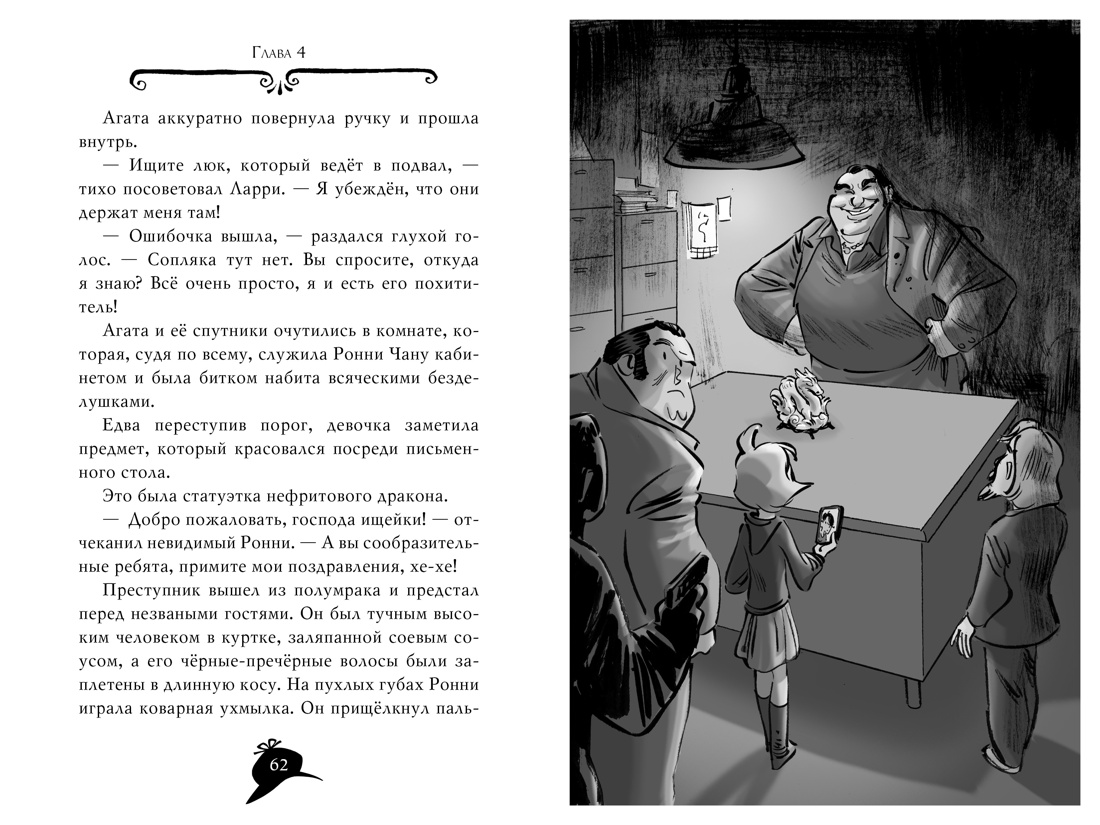 Глава 4
Агата аккуратно повернула ручку и прошла
внутрь.
— Ищите люк, который ведёт в подвал, —
тихо посоветовал Ларри. — Я убеждён, что они
держат меня там!
— Ошибочка вышла, — раздался глухой го-
лос. — Сопляка тут нет. Вы спросите, откуда
я знаю? Всё очень просто, я и есть его похити-
тель!
Агата и её спутники очутились в комнате, ко-
торая, судя по всему, служила Ронни Чану каби-
нетом и была битком набита всяческими безде-
лушками.
Едва переступив порог, девочка заметила
предмет, который красовался посреди письмен-
ного стола.
Это была статуэтка нефритового дракона.
— Добро пожаловать, господа ищейки! — от-
чеканил невидимый Ронни. — А вы сообразитель-
ные ребята, примите мои поздравления, хе-хе!
Преступник вышел из полумрака и предстал
перед незваными гостями. Он был тучным высо-
ким человеком в куртке, заляпанной соевым со-
усом, а его чёрные-пречёрные волосы были за-
плетены в длинную косу. На пухлых губах Ронни
играла коварная ухмылка. Он прищёлкнул паль-
62